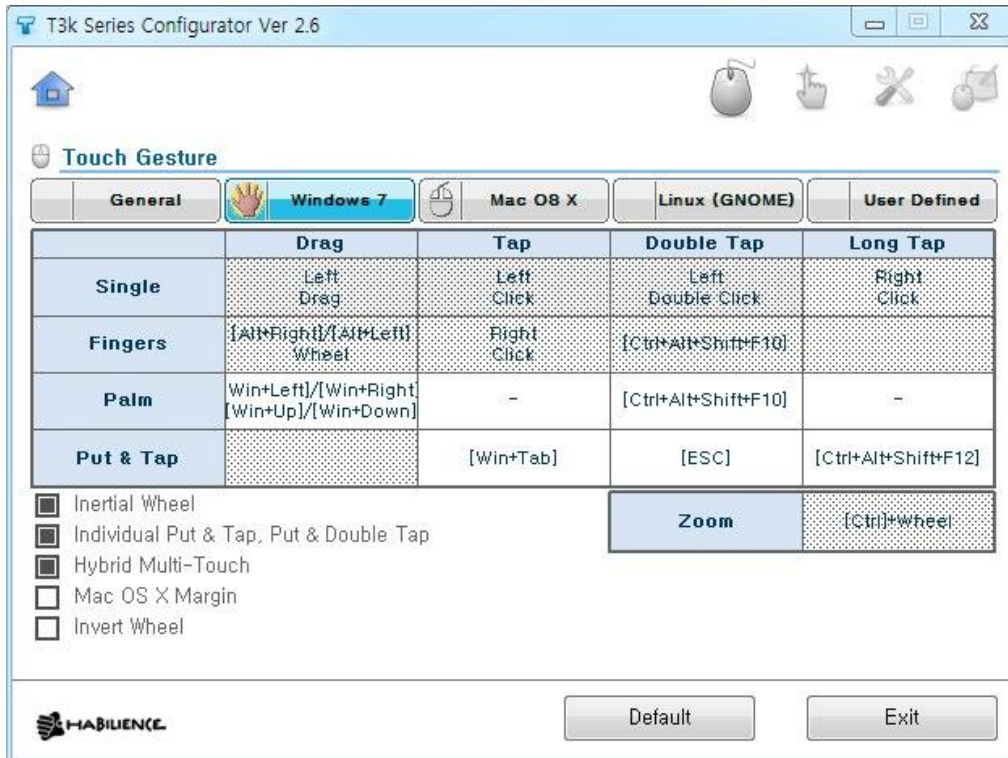 T3k Series Configurator Ver 2.6
Touch Gesture
General Windows 7 Mac OS X Linux (GNOME) User Defined
Drag Tap Double Tap Long Tap
Single Left Drag Left Click Left Double Click Right Click
Fingers [Alt+Right]/[Alt+Left] Wheel Right Click [Ctrl+Alt+Shift+F10]
Palm Win+Left]/[Win+Right] [Win+Up]/[Win+Down] - [Ctrl+Alt+Shift+F10] -
Put & Tap [Win+Tab] [ESC] [Ctrl+Alt+Shift+F12]
Inertial Wheel
Zoom [Ctrl]+Wheel
Individual Put & Tap, Put & Double Tap
Hybrid Multi-Touch
Mac OS X Margin
Invert Wheel
HABILIENCE
Default Exit